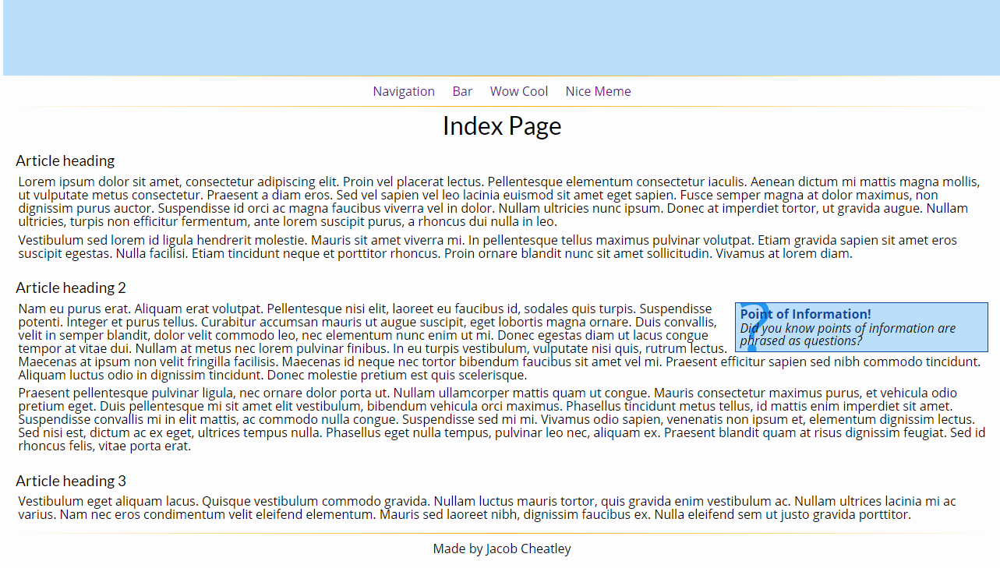 Navigation Bar Wow Cool Nice Meme
Index Page
Article heading
Lorem ipsum dolor sit amet, consectetur adipiscing elit. Proin vel placerat lectus. Pellentesque elementum consectetur iaculis. Aenean dictum mi mattis magna mollis,
ut vulputate metus consectetur. Praesent a diam eros. Sed vel sapien vel leo lacinia euismod sit amet eget sapien. Fusce semper magna at dolor maximus, non
dignissim purus auctor. Suspendisse id orci ac magna faucibus viverra vel in dolor. Nullam ultricies nunc ipsum. Donec at imperdiet tortor, ut gravida augue. Nullam
ultricies, turpis non efficitur fermentum, ante lorem suscipit purus, a rhoncus dui nulla in leo.
Vestibulum sed lorem id ligula hendrerit molestie. Mauris sit amet viverra mi. In pellentesque tellus maximus pulvinar volutpat. Etiam gravida sapien sit amet eros
suscipit egestas. Nulla facilisi. Etiam tincidunt neque et porttitor rhoncus. Proin ornare blandit nunc sit amet sollicitudin. Vivamus at lorem diam.
Article heading 2
Nam eu purus erat. Aliquam erat volutpat. Pellentesque nisi elit, laoreet eu faucibus id, sodales quis turpis. Suspendisse
potenti. Integer et purus tellus. Curabitur accumsan mauris ut augue suscipit, eget lobortis magna ornare. Duis convallis,
velit in semper blandit, dolor velit commodo leo, nec elementum nunc enim ut mi. Donec egestas diam ut lacus congue
tempor at vitae dui. Nullam at metus nec lorem pulvinar finibus. In eu turpis vestibulum, vulputate nisi quis, rutrum lectus.
Maecenas at ipsum non velit fringilla facilisis. Maecenas id neque nec tortor bibendum faucibus sit amet vel mi. Praesent efficitur sapien sed nibh commodo tincidunt.
Aliquam luctus odio in dignissim tincidunt. Donec molestie pretium est quis scelerisque.
?
Point of Information!
Did you know points of information are
phrased as questions?
Praesent pellentesque pulvinar ligula, nec ornare dolor porta ut. Nullam ullamcorper mattis quam ut congue. Mauris consectetur maximus purus, et vehicula odio
pretium eget. Duis pellentesque mi sit amet elit vestibulum, bibendum vehicula orci maximus. Phasellus tincidunt metus tellus, id mattis enim imperdiet sit amet.
Suspendisse convallis mi in elit mattis, ac commodo nulla congue. Suspendisse sed mi mi. Vivamus odio sapien, venenatis non ipsum et, elementum dignissim lectus.
Sed nisi est, dictum ac ex eget, ultrices tempus nulla. Phasellus eget nulla tempus, pulvinar leo nec, aliquam ex. Praesent blandit quam at risus dignissim feugiat. Sed id
rhoncus felis, vitae porta erat.
Article heading 3
Vestibulum eget aliquam lacus. Quisque vestibulum commodo gravida. Nullam luctus mauris tortor, quis gravida enim vestibulum ac. Nullam ultrices lacinia mi ac
varius. Nam nec eros condimentum velit eleifend elementum. Mauris sed laoreet nibh, dignissim faucibus ex. Nulla eleifend sem ut justo gravida porttitor.
Made by Jacob Cheatley